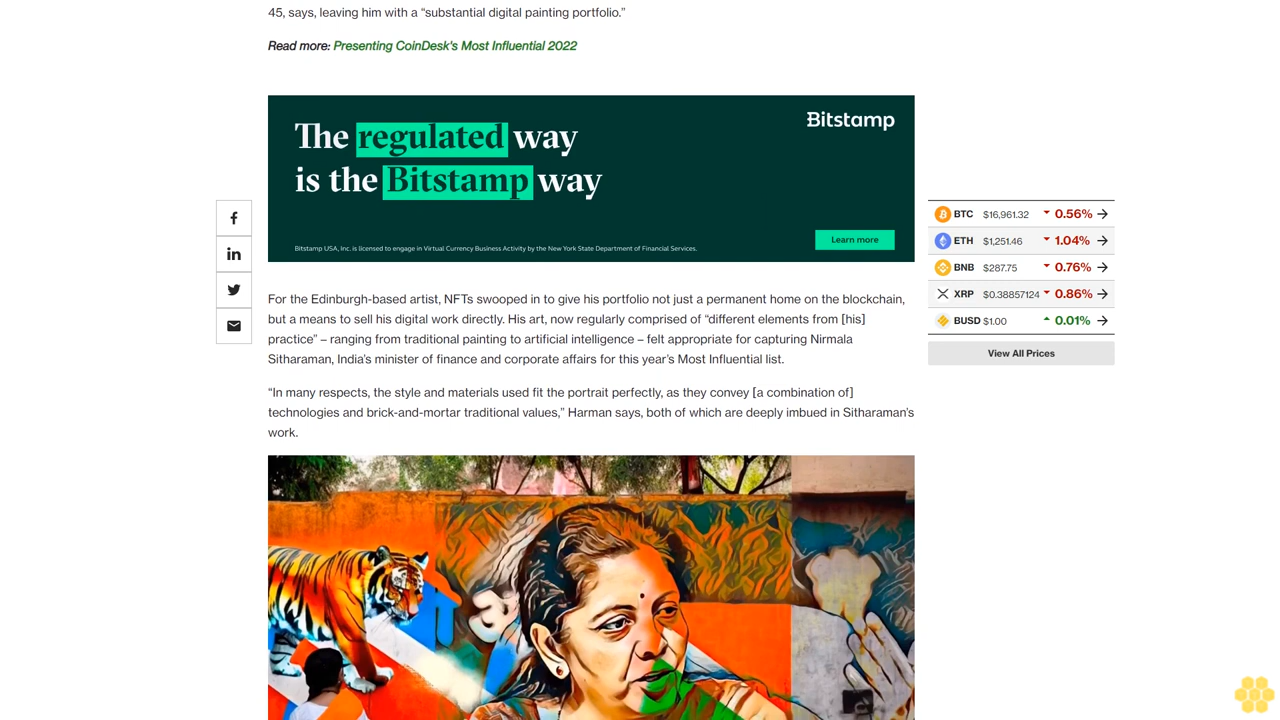 45, says, leaving him with a “substantial digital painting portfolio.”
Read more: Presenting CoinDesk's Most Influential 2022
The regulated way
is the Bitstamp way
Bitstamp
Bitstamp USA, Inc. is licensed to engage in Virtual Currency Business Activity by the New York State Department of Financial Services.
Learn more
For the Edinburgh-based artist, NFTs swooped in to give his portfolio not just a permanent home on the blockchain,
but a means to sell his digital work directly. His art, now regularly comprised of “different elements from [his]
practice” – ranging from traditional painting to artificial intelligence – felt appropriate for capturing Nirmala
Sitharaman, India’s minister of finance and corporate affairs for this year’s Most Influential list.
“In many respects, the style and materials used fit the portrait perfectly, as they convey [a combination of]
technologies and brick-and-mortar traditional values,” Harman says, both of which are deeply imbued in Sitharaman’s
work.
BTC $16,961.32 0.56%
ETH $1,251.46 1.04%
BNB $287.75 0.76%
XRP $0.38857124 0.86%
BUSD $1.00 0.01%
View All Prices